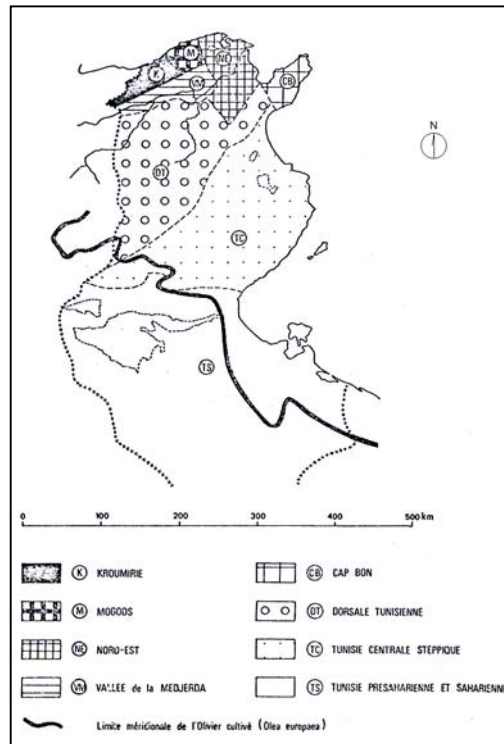 M
NE
K
CB
VM
N
DT
TC
TS
0 100 200 300 400 500 km
K KROUMIRIE
CB CAP BON
M MOGODS
DT DORSALE TUNISIENNE
NE NORD-EST
TC TUNISIE CENTRALE STEPPIQUE
VM VALLÉE de la MEDJERDA
TS TUNISIE PRESAHARIENNE ET SAHARIENNE
Limite méridionale de l'Olivier cultivé (Olea europaea)